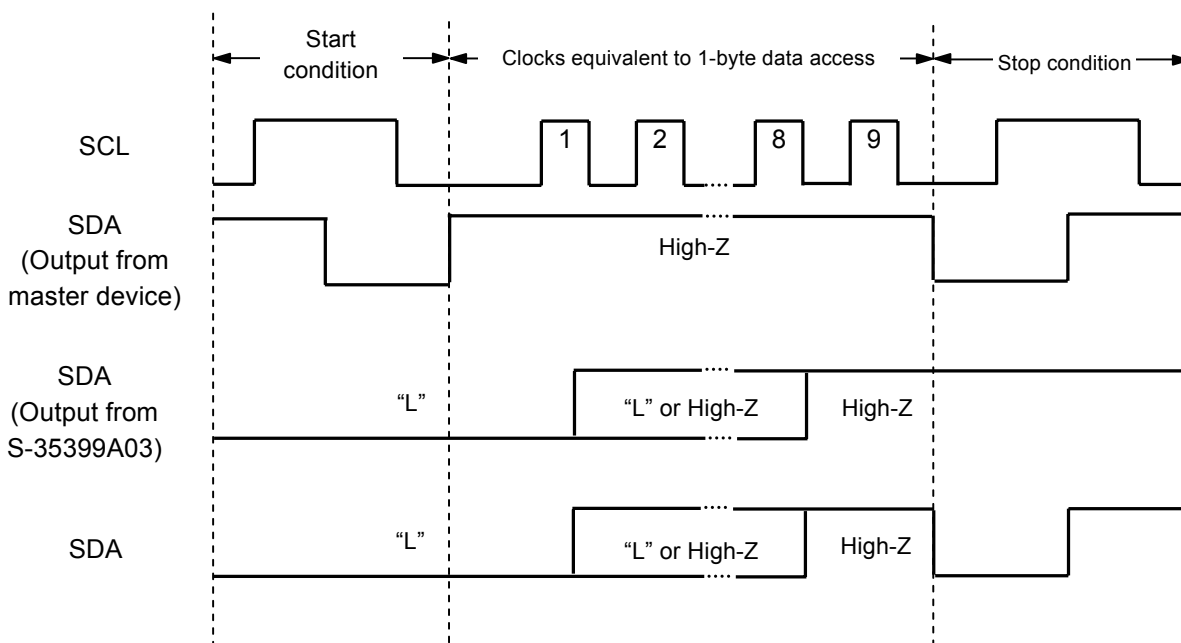 Start
condition
Clocks equivalent to 1-byte data access
Stop condition
SCL
1 2 8 9
SDA
(Output from
master device)
High-Z
SDA
(Output from
S-35399A03)
“L”
“L” or High-Z
High-Z
SDA
“L”
“L” or High-Z
High-Z